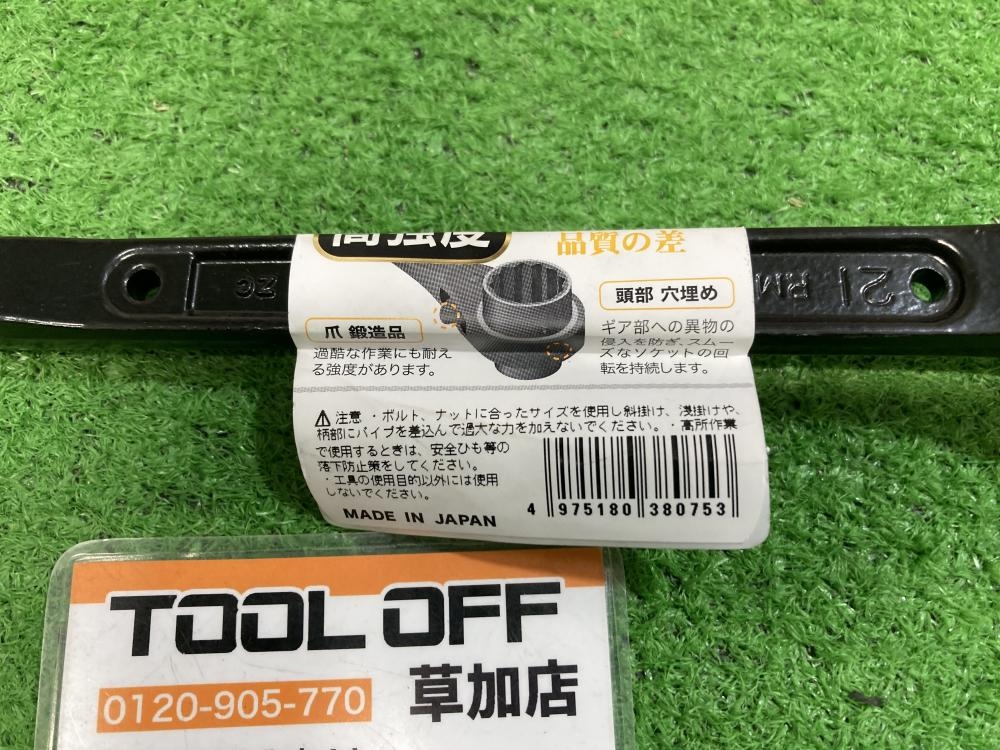 高強度
品質の差
ZC
21 RM
爪 鍛造品
過酷な作業にも耐え
る強度があります。
頭部 穴埋め
ギア部への異物の
侵入を防ぎ、スムー
ズなソケットの回
転を持続します。
注意 ・ボルト、ナットに合ったサイズを使用し斜掛け、浅掛けや、
柄部にパイプを差込んで過大な力を加えないでください。・高所作業
で使用するときは、安全ひも等の
落下防止策をしてください。
・工具の使用目的以外には使用
しないでください。
MADE IN JAPAN
4 975180 380753
TOOL OFF
0120-905-770
草加店